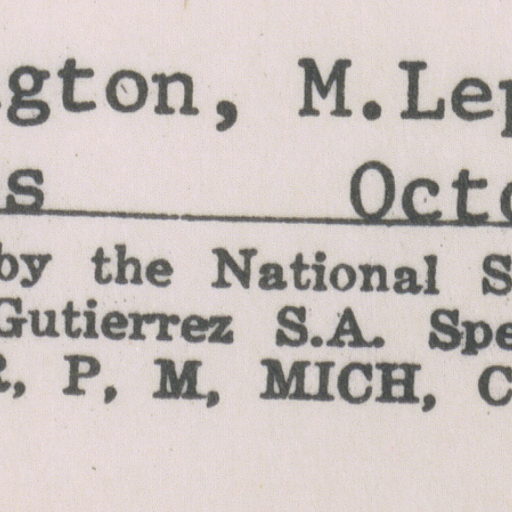 gton, M.Lep
s Octo
by the National S
Gutierrez S.A. Spe
R, P, M, MICH, C